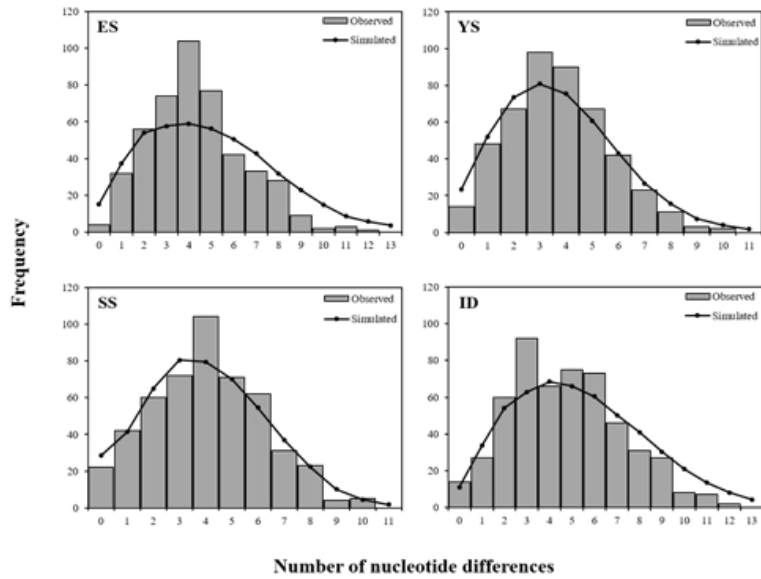 ES
Observed
Simulated
120
100
80
60
40
20
0
0 1 2 3 4 5 6 7 8 9 10 11 12 13
YS
Observed
Simulated
120
100
80
60
40
20
0
0 1 2 3 4 5 6 7 8 9 10 11
Frequency
SS
Observed
Simulated
120
100
80
60
40
20
0
0 1 2 3 4 5 6 7 8 9 10 11
ID
Observed
Simulated
120
100
80
60
40
20
0
0 1 2 3 4 5 6 7 8 9 10 11 12 13
Number of nucleotide differences